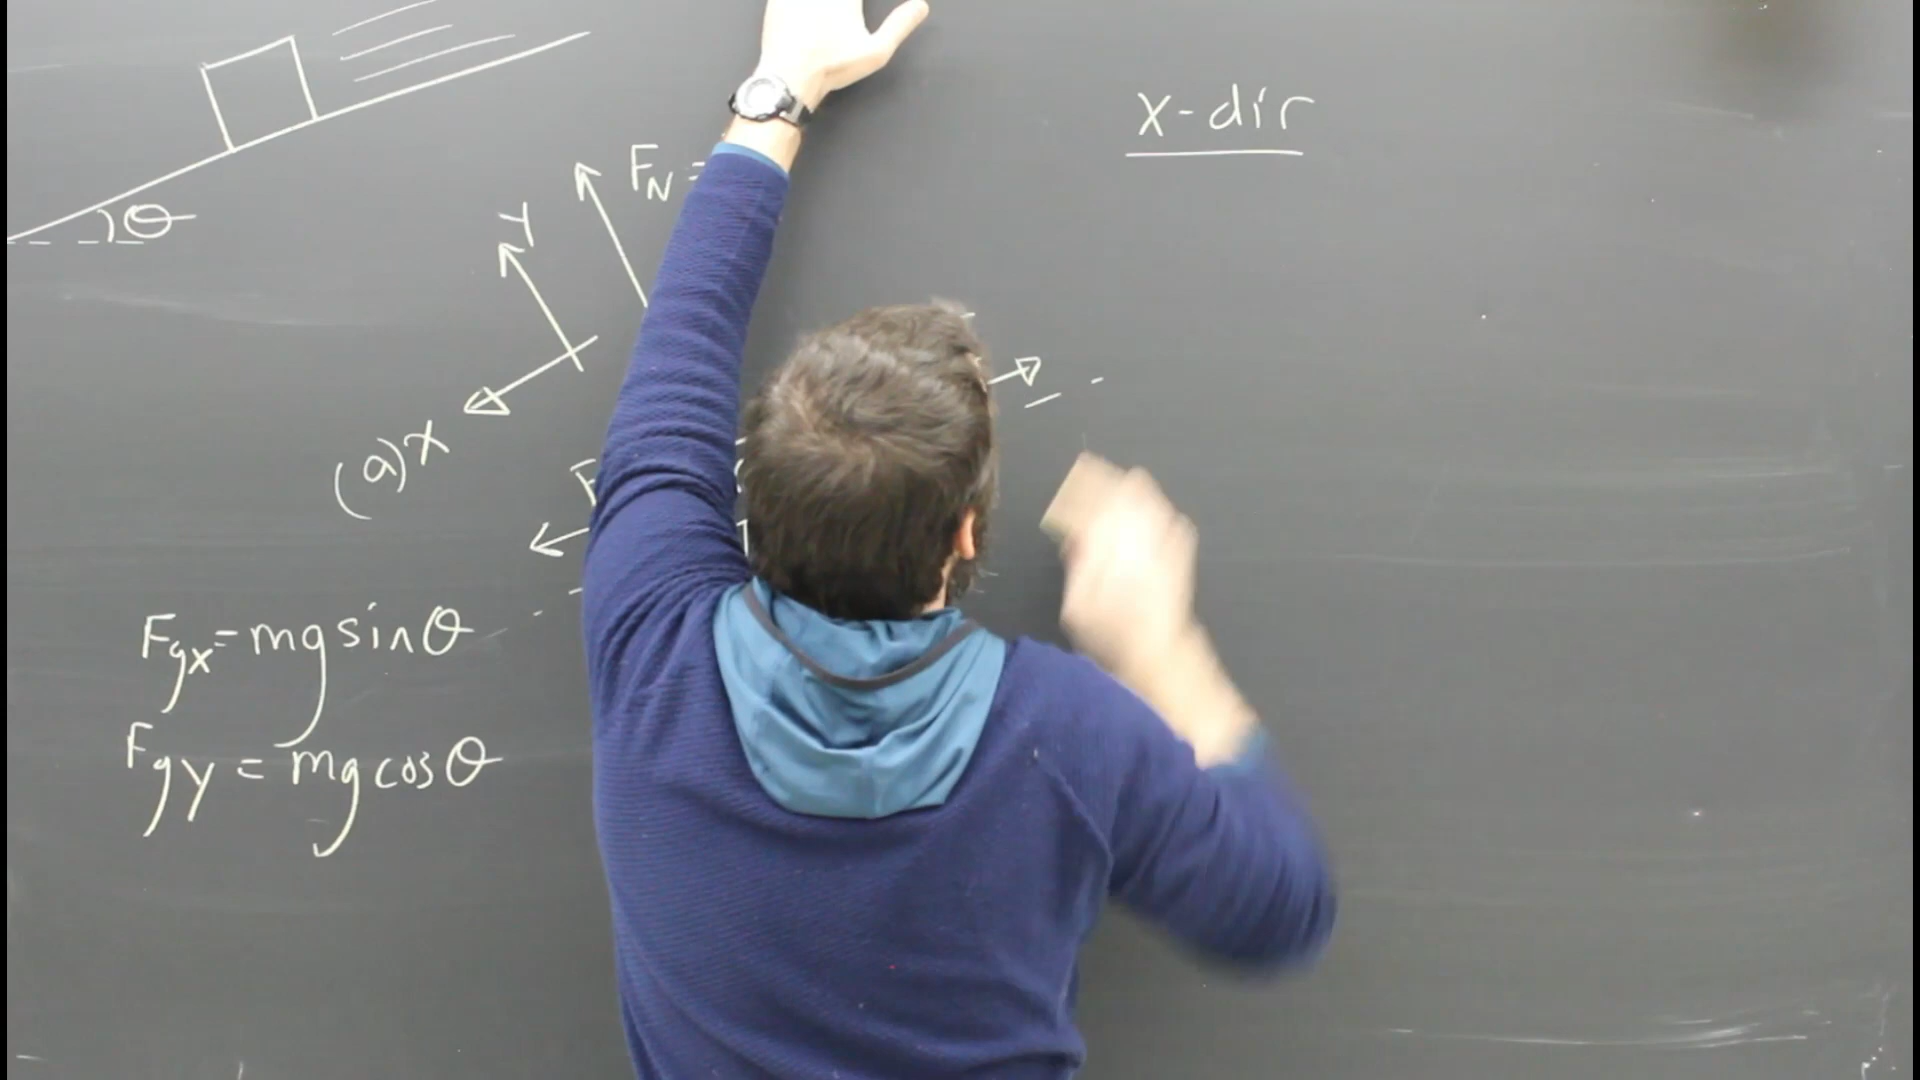 x-dir
F_N =
θ
y
(a) x
F
F_gx = mg sin θ
F_gy = mg cos θ